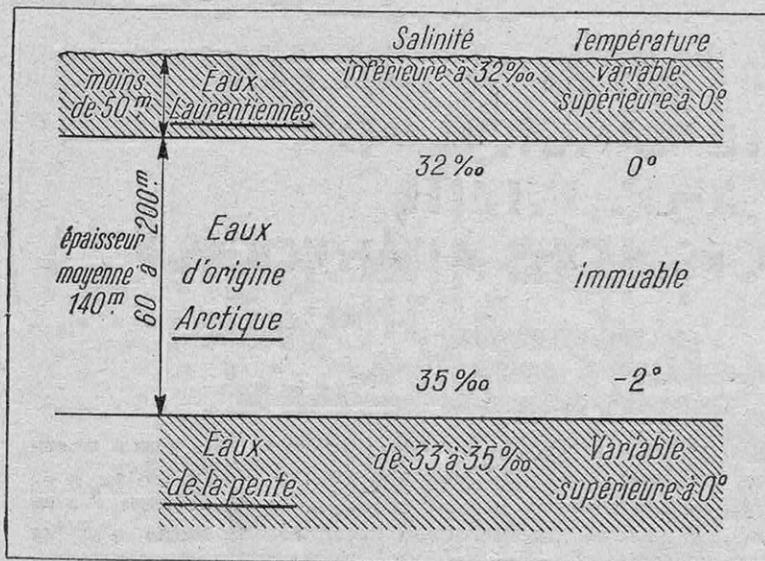 Salinité Température
moins Eaux inférieure à 32‰ variable
de 50m Laurentiennes supérieure à 0°
32‰ 0°
60 à 200m
épaisseur Eaux
moyenne d'origine immuable
140m Arctique
35‰ -2°
Eaux de 33 à 35‰ Variable
de la pente supérieure à 0°